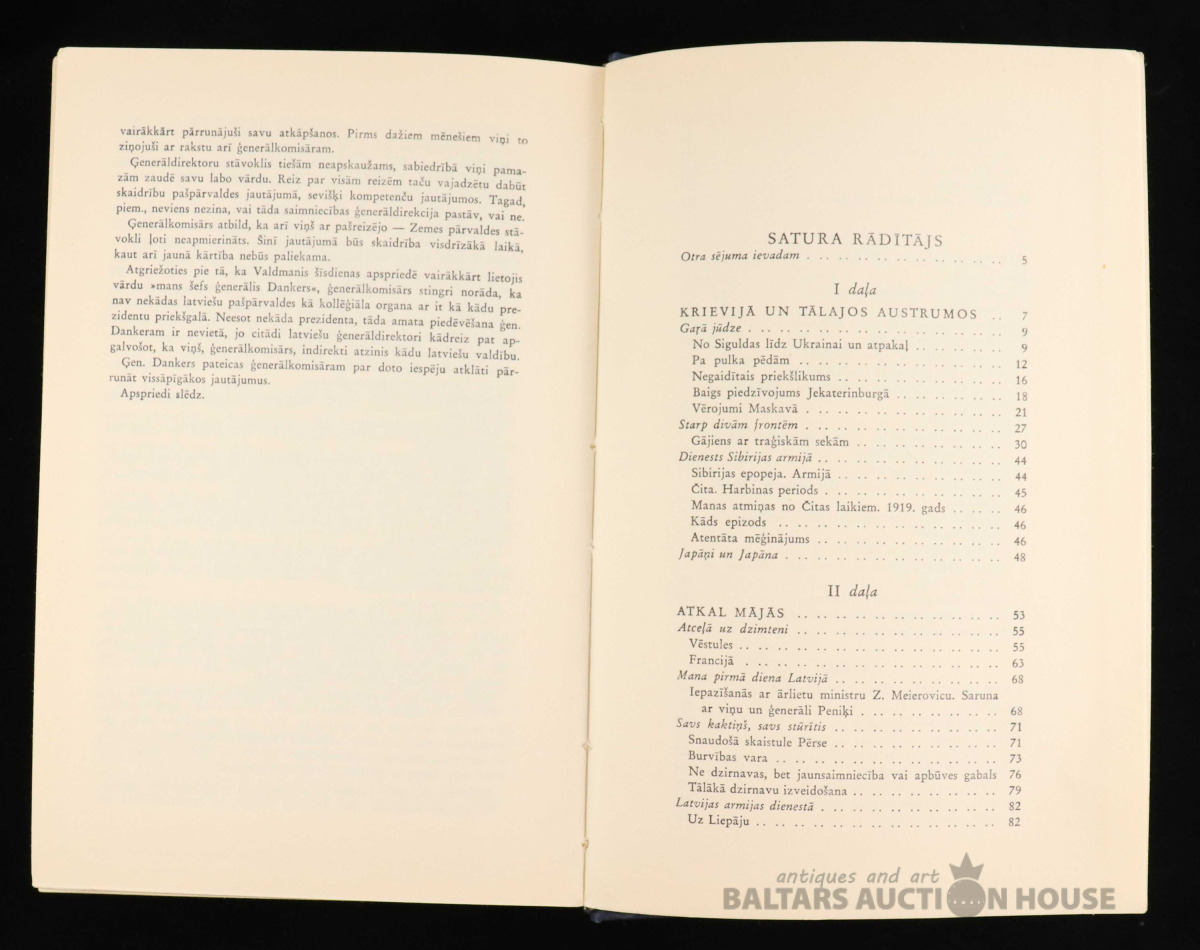 vairākkārt pārrunājuši savu atkāpšanos. Pirms dažiem mēnešiem viņi to
ziņojuši ar rakstu arī ģenerālkomisāram.
Ģenerāldirektoru stāvoklis tiešām neapskaužams, sabiedrībā viņi pama-
zām zaudē savu labo vārdu. Reiz par visām reizēm taču vajadzētu dabūt
skaidrību pašpārvaldes jautājumā, sevišķi kompetenču jautājumos. Tagad,
piem., neviens nezina, vai tāda saimniecības ģenerāldirekcija pastāv, vai ne.
Ģenerālkomisārs atbild, ka arī viņš ar pašreizējo — Zemes pārvaldes stā-
vokli ļoti neapmierināts. Šinī jautājumā būs skaidrība visdrīzākā laikā,
kaut arī jaunā kārtība nebūs paliekama.
Atgriežoties pie tā, ka Valdmanis šīsdienas apspriedē vairākkārt lietojis
vārdu »mans šefs ģenerālis Dankers«, ģenerālkomisārs stingri norāda, ka
nav nekādas latviešu pašpārvaldes kā kollēģiāla organa ar it kā kādu pre-
zidentu priekšgalā. Neesot nekāda prezidenta, tāda amata piedēvēšana ģen.
Dankeram ir nevietā, jo citādi latviešu ģenerāldirektori kādreiz pat ap-
galvošot, ka viņš, ģenerālkomisārs, indirekti atzinis kādu latviešu valdību.
Ģen. Dankers pateicas ģenerālkomisāram par doto iespēju atklāti pār-
runāt vissāpīgākos jautājumus.
Apspriedi slēdz.
SATURA RĀDĪTĀJS
Otra sējuma ievadam . . . . . . . . . . . . . . . 5
I daļa
KRIEVIJĀ UN TĀLAJOS AUSTRUMOS . . 7
Gaŗā jūdze . . . . . . . . . . . . . . . . . . . 9
No Siguldas līdz Ukrainai un atpakaļ . . . . . . . 9
Pa pulka pēdām . . . . . . . . . . . . . . . . 12
Negaidītais priekšlikums . . . . . . . . . . . . . 16
Baigs piedzīvojums Jekaterinburgā . . . . . . . . 18
Vērojumi Maskavā . . . . . . . . . . . . . . . 21
Starp divām frontēm . . . . . . . . . . . . . . . 27
Gājiens ar traģiskām sekām . . . . . . . . . . . 30
Dienests Sibirijas armijā . . . . . . . . . . . . . . 44
Sibirijas epopeja. Armijā . . . . . . . . . . . . . 44
Čita. Harbinas periods . . . . . . . . . . . . . . 45
Manas atmiņas no Čitas laikiem. 1919. gads . . . . 46
Kāds epizods . . . . . . . . . . . . . . . . . 46
Atentāta mēģinājums . . . . . . . . . . . . . . 46
Japāņi un Japāna . . . . . . . . . . . . . . . . 48
II daļa
ATKAL MĀJĀS . . . . . . . . . . . . . . . . 53
Atceļā uz dzimteni . . . . . . . . . . . . . . . . 55
Vēstules . . . . . . . . . . . . . . . . . . . . 55
Francijā . . . . . . . . . . . . . . . . . . . . 63
Mana pirmā diena Latvijā . . . . . . . . . . . . . 68
Iepazīšanās ar ārlietu ministru Z. Meierovicu. Saruna
ar viņu un ģenerāli Peniķi . . . . . . . . . . . 68
Savs kaktiņš, savs stūrītis . . . . . . . . . . . . . 71
Snaudošā skaistule Pērse . . . . . . . . . . . . . 71
Burvības vara . . . . . . . . . . . . . . . . . . 73
Ne dzirnavas, bet jaunsaimniecība vai apbūves gabals 76
Tālākā dzirnavu izveidošana . . . . . . . . . . . . 79
Latvijas armijas dienestā . . . . . . . . . . . . . . 82
Uz Liepāju . . . . . . . . . . . . . . . . . . . 82
antiques and art
BALTARS AUCTION HOUSE